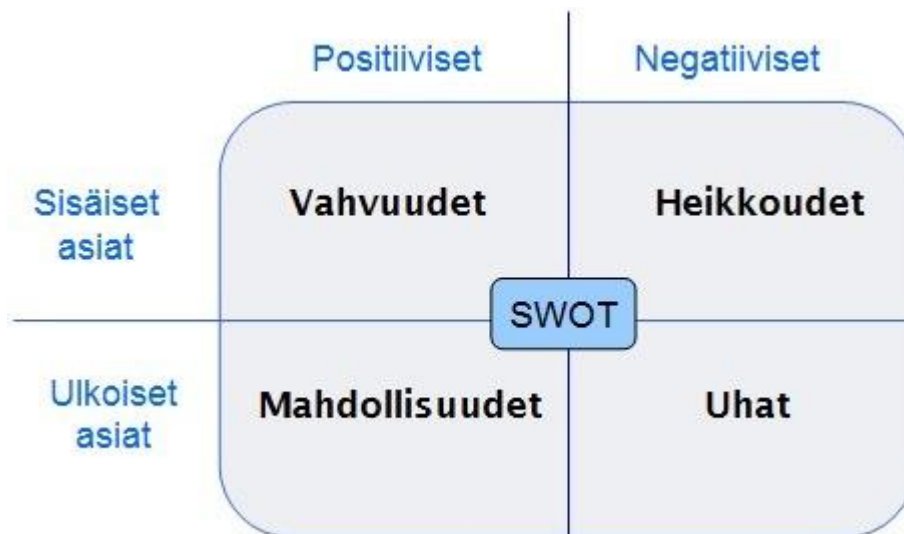 Positiiviset
Negatiiviset
Sisäiset
asiat
Vahvuudet
Heikkoudet
SWOT
Ulkoiset
asiat
Mahdollisuudet
Uhat